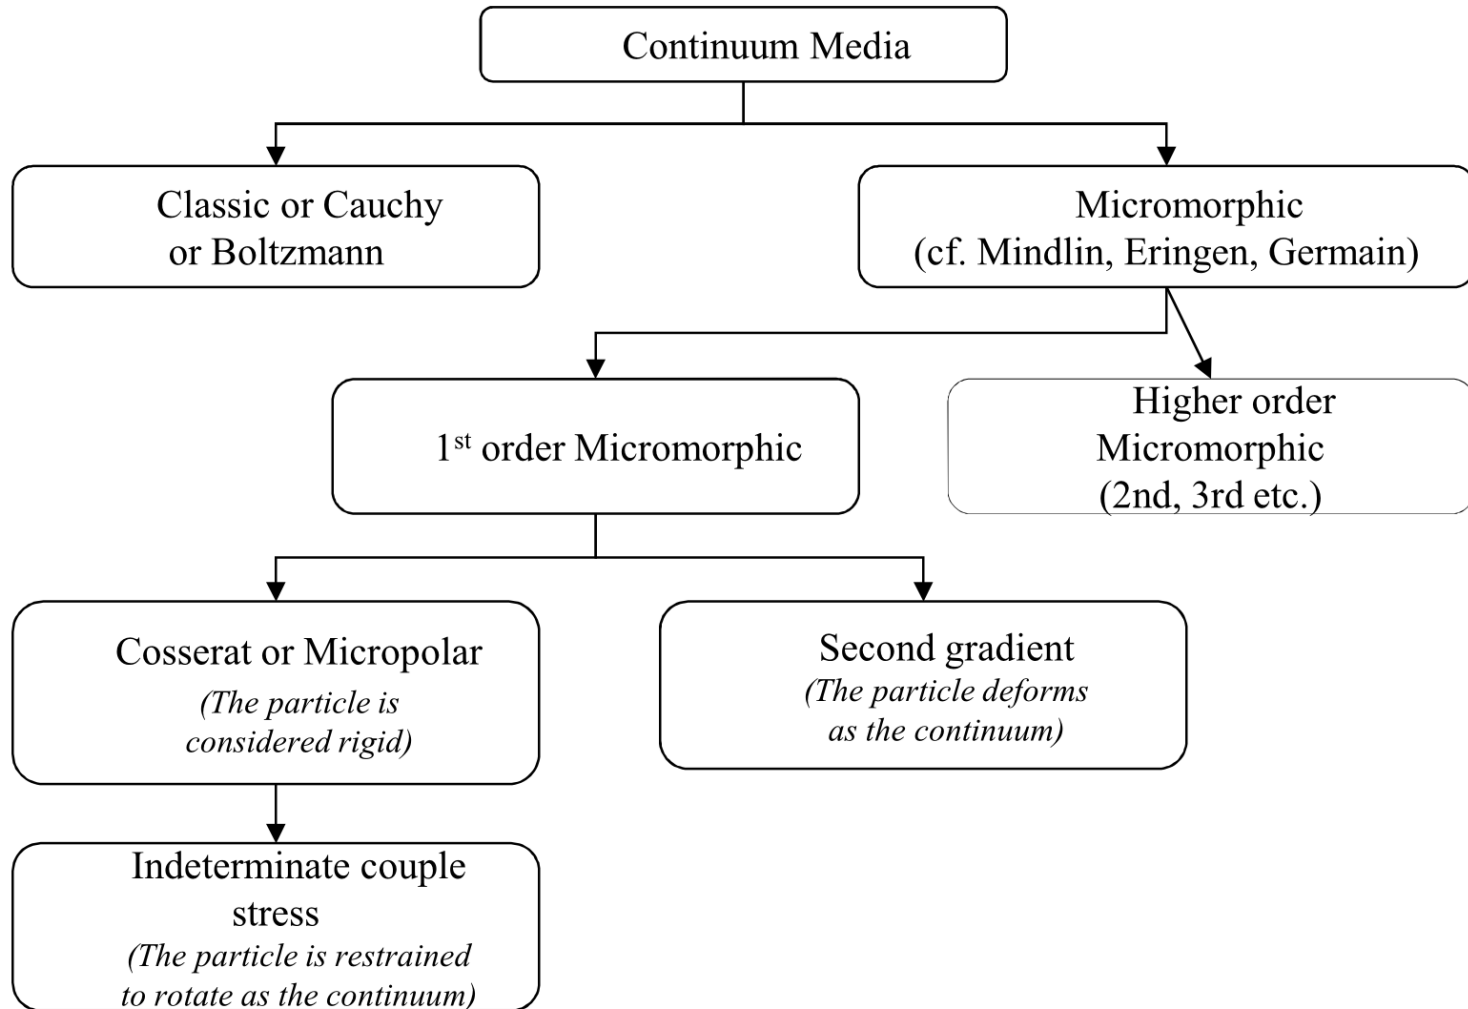 Continuum Media
Classic or Cauchy
or Boltzmann
Micromorphic
(cf. Mindlin, Eringen, Germain)
1st order Micromorphic
Higher order
Micromorphic
(2nd, 3rd etc.)
Cosserat or Micropolar
(The particle is
considered rigid)
Second gradient
(The particle deforms
as the continuum)
Indeterminate couple
stress
(The particle is restrained
to rotate as the continuum)